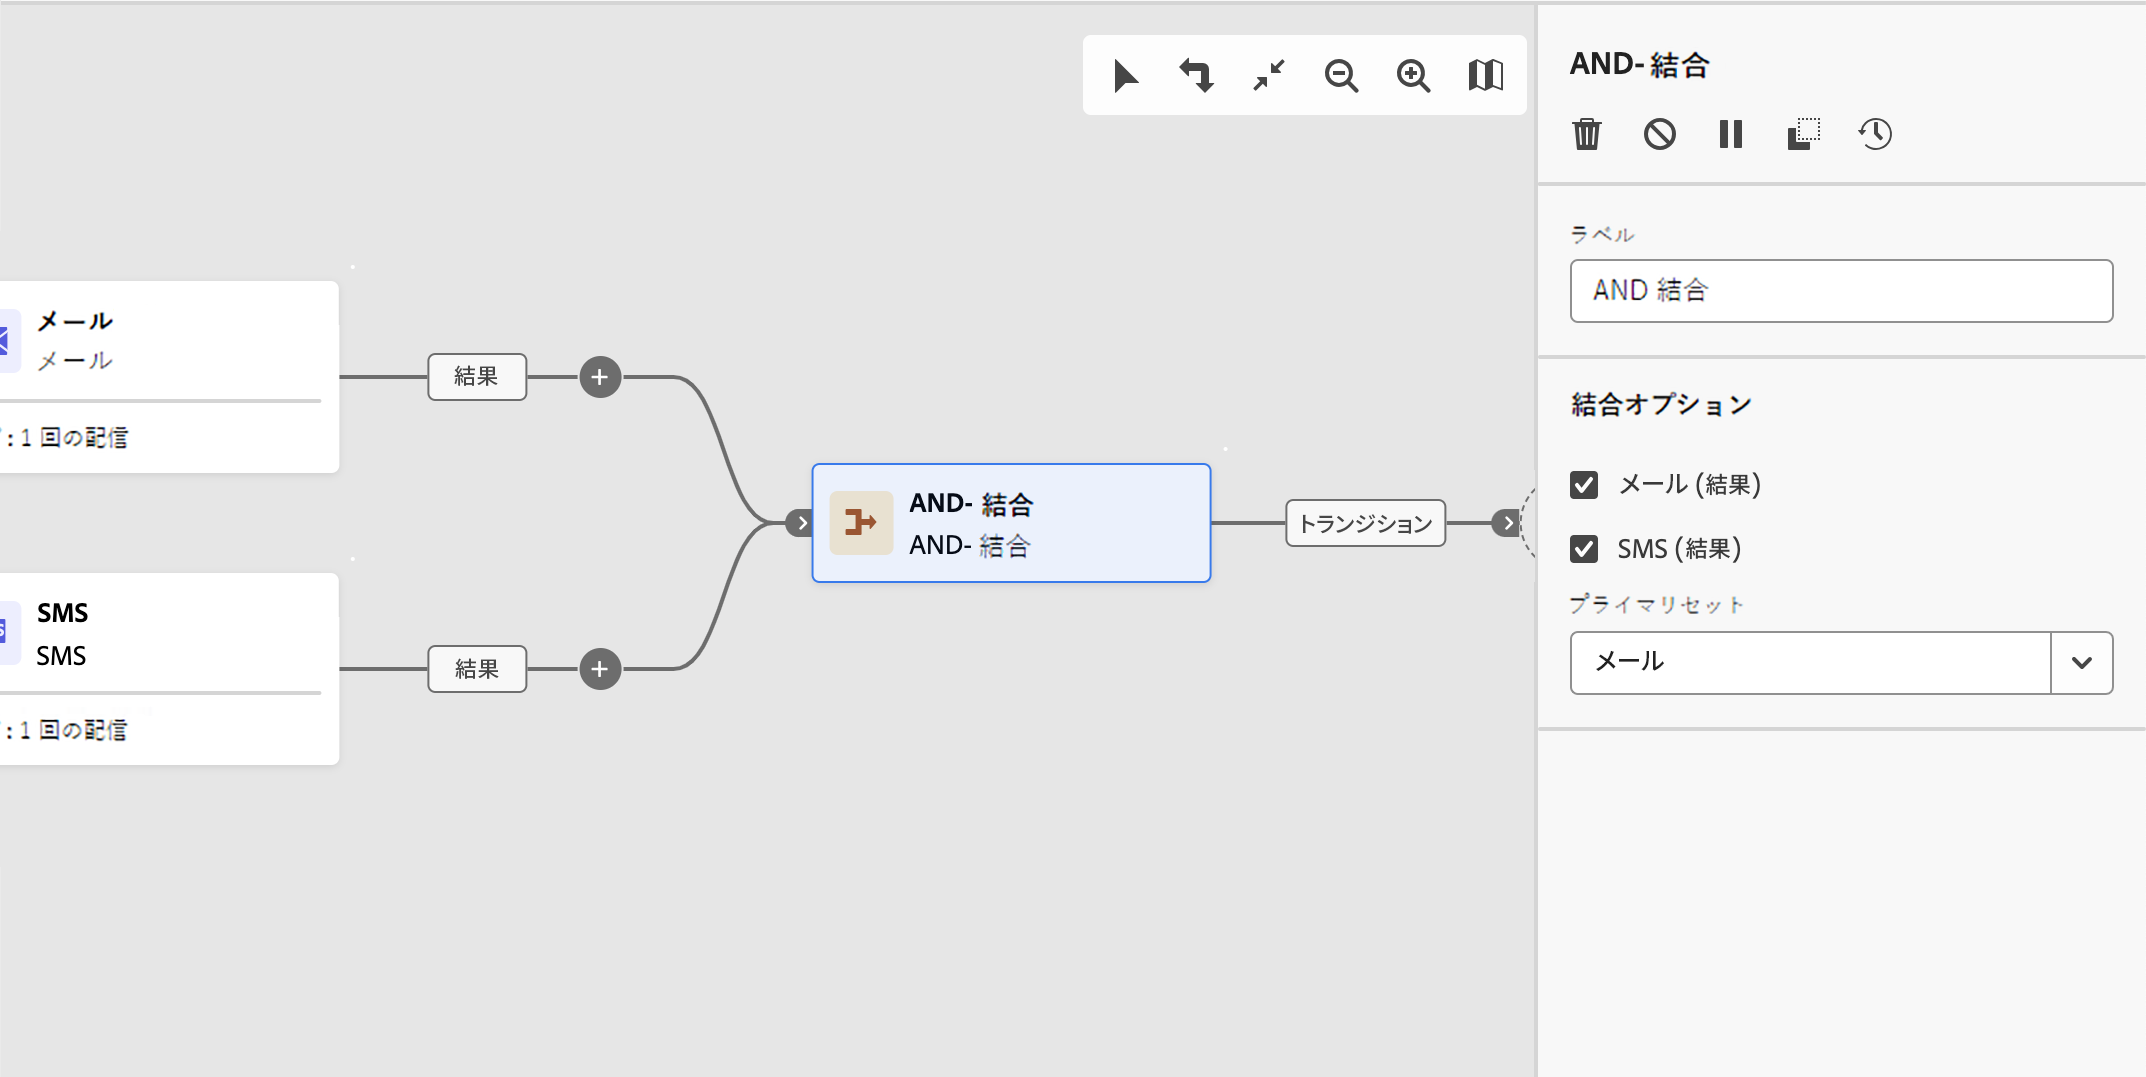 メール
メール
: 1 回の配信
結果
SMS
SMS
: 1 回の配信
結果
AND- 結合
AND- 結合
トランジション
AND- 結合
ラベル
AND 結合
結合オプション
メール (結果)
SMS (結果)
プライマリセット
メール